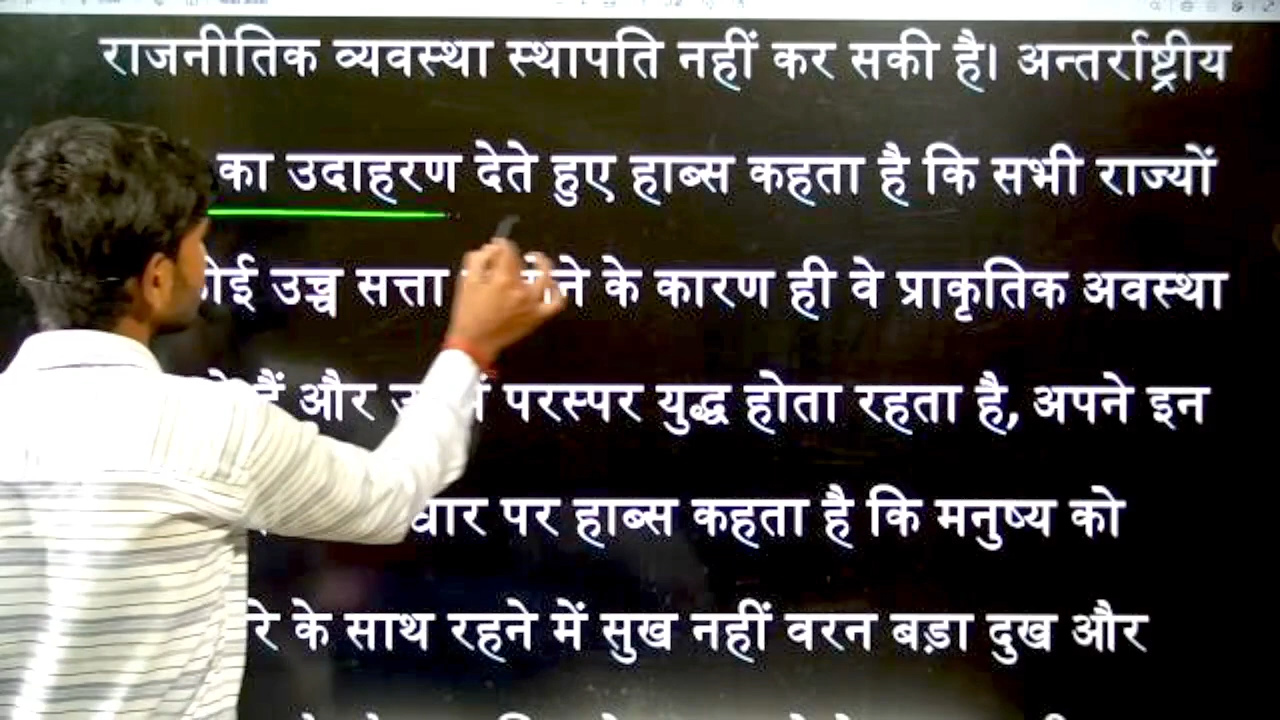 राजनीतिक व्यवस्था स्थापति नहीं कर सकी है। अन्तर्राष्ट्रीय
का उदाहरण देते हुए हाब्स कहता है कि सभी राज्यों
उच्च सत्ता के कारण ही वे प्राकृतिक अवस्था
हैं और परस्पर युद्ध होता रहता है, अपने इन
पर हाब्स कहता है कि मनुष्य को
के साथ रहने में सुख नहीं वरन बड़ा दुख और